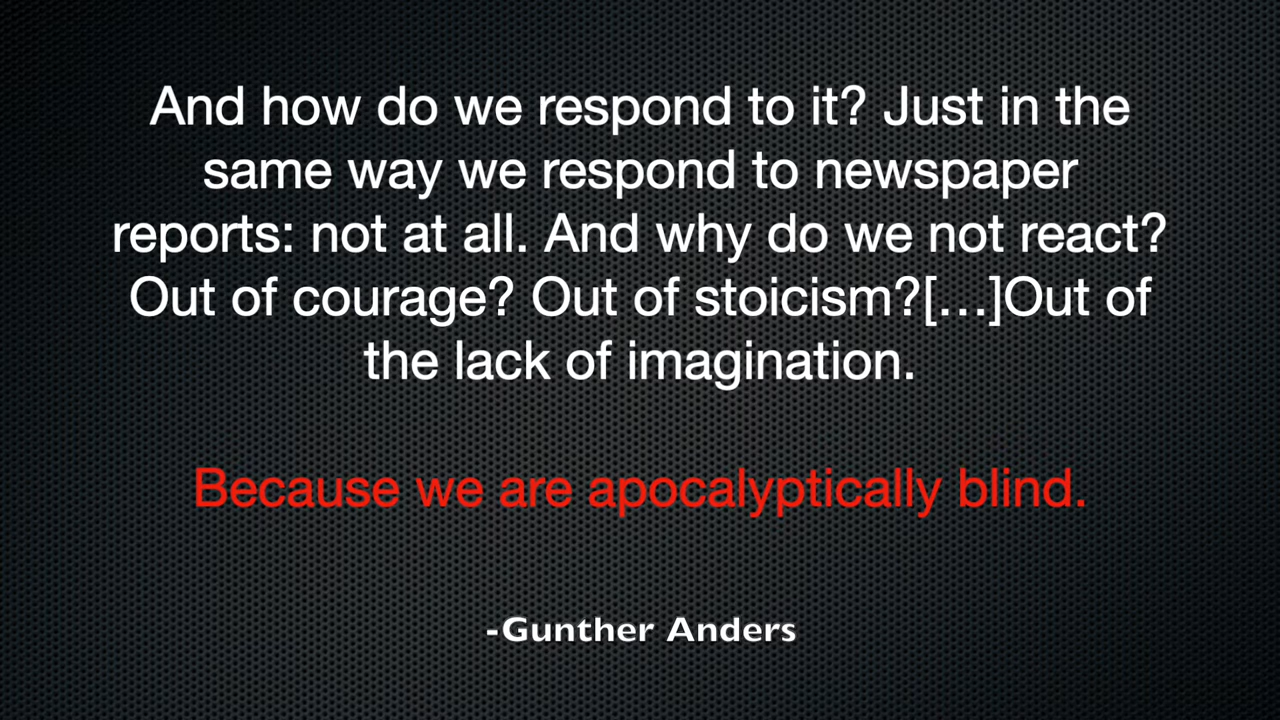 And how do we respond to it? Just in the
same way we respond to newspaper
reports: not at all. And why do we not react?
Out of courage? Out of stoicism?[...]Out of
the lack of imagination.
Because we are apocalyptically blind.
-Gunther Anders